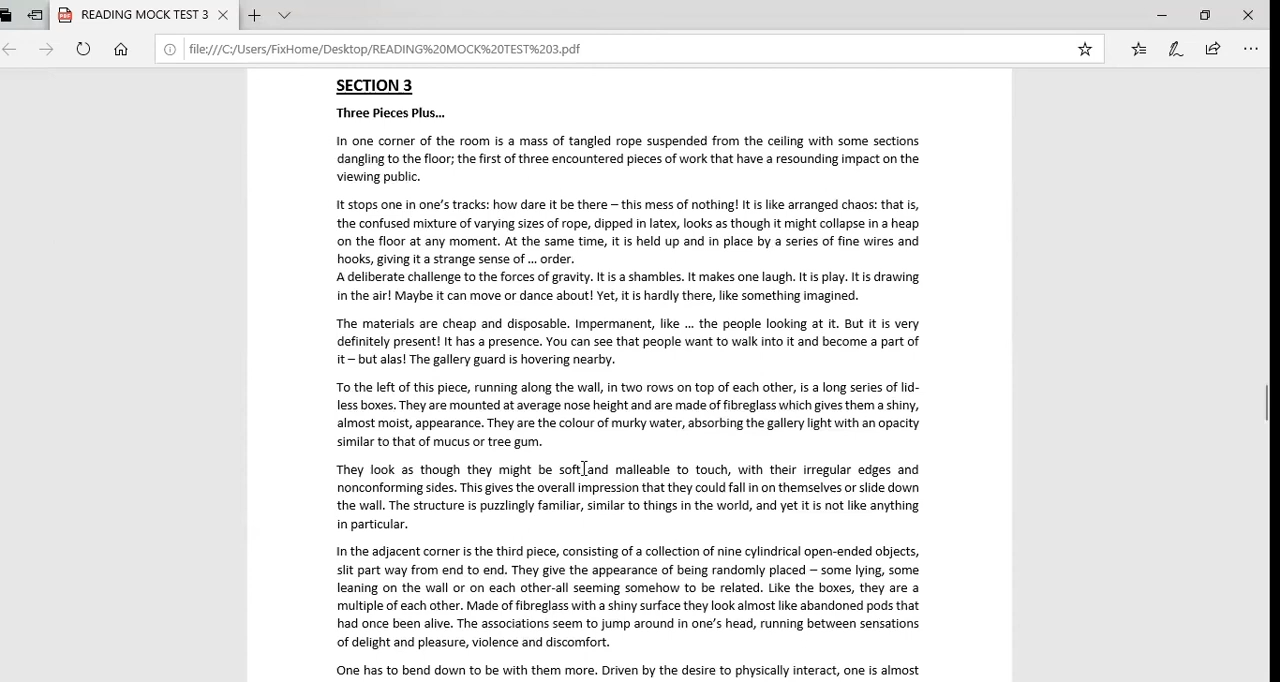 READING MOCK TEST 3
file:///C:/Users/FixHome/Desktop/READING%20MOCK%20TEST%203.pdf
SECTION 3
Three Pieces Plus...
In one corner of the room is a mass of tangled rope suspended from the ceiling with some sections
dangling to the floor; the first of three encountered pieces of work that have a resounding impact on the
viewing public.
It stops one in one's tracks: how dare it be there – this mess of nothing! It is like arranged chaos: that is,
the confused mixture of varying sizes of rope, dipped in latex, looks as though it might collapse in a heap
on the floor at any moment. At the same time, it is held up and in place by a series of fine wires and
hooks, giving it a strange sense of ... order.
A deliberate challenge to the forces of gravity. It is a shambles. It makes one laugh. It is play. It is drawing
in the air! Maybe it can move or dance about! Yet, it is hardly there, like something imagined.
The materials are cheap and disposable. Impermanent, like ... the people looking at it. But it is very
definitely present! It has a presence. You can see that people want to walk into it and become a part of
it – but alas! The gallery guard is hovering nearby.
To the left of this piece, running along the wall, in two rows on top of each other, is a long series of lid-
less boxes. They are mounted at average nose height and are made of fibreglass which gives them a shiny,
almost moist, appearance. They are the colour of murky water, absorbing the gallery light with an opacity
similar to that of mucus or tree gum.
They look as though they might be soft and malleable to touch, with their irregular edges and
nonconforming sides. This gives the overall impression that they could fall in on themselves or slide down
the wall. The structure is puzzlingly familiar, similar to things in the world, and yet it is not like anything
in particular.
In the adjacent corner is the third piece, consisting of a collection of nine cylindrical open-ended objects,
slit part way from end to end. They give the appearance of being randomly placed – some lying, some
leaning on the wall or on each other-all seeming somehow to be related. Like the boxes, they are a
multiple of each other. Made of fibreglass with a shiny surface they look almost like abandoned pods that
had once been alive. The associations seem to jump around in one's head, running between sensations
of delight and pleasure, violence and discomfort.
One has to bend down to be with them more. Driven by the desire to physically interact, one is almost